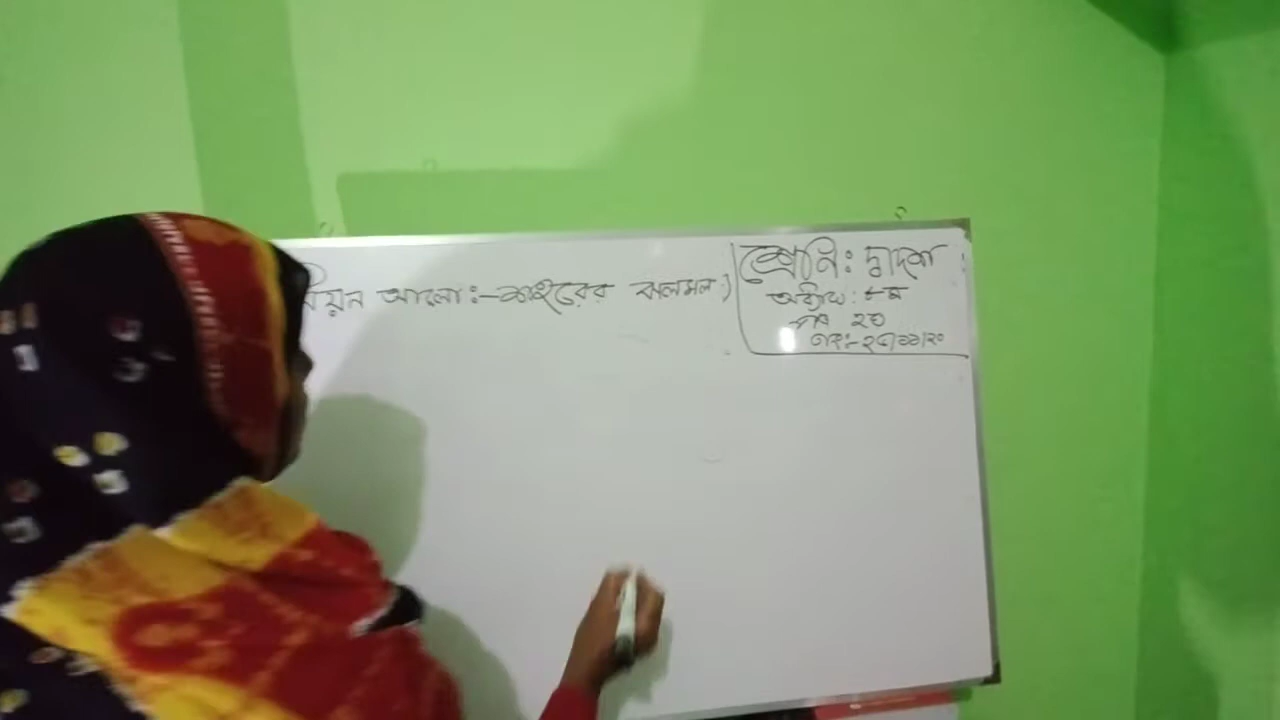 নিয়ন আলো:- শহরের ঝলমল
শ্রেণি: দ্বাদশ
অধ্যায়: ৮ম
২৩